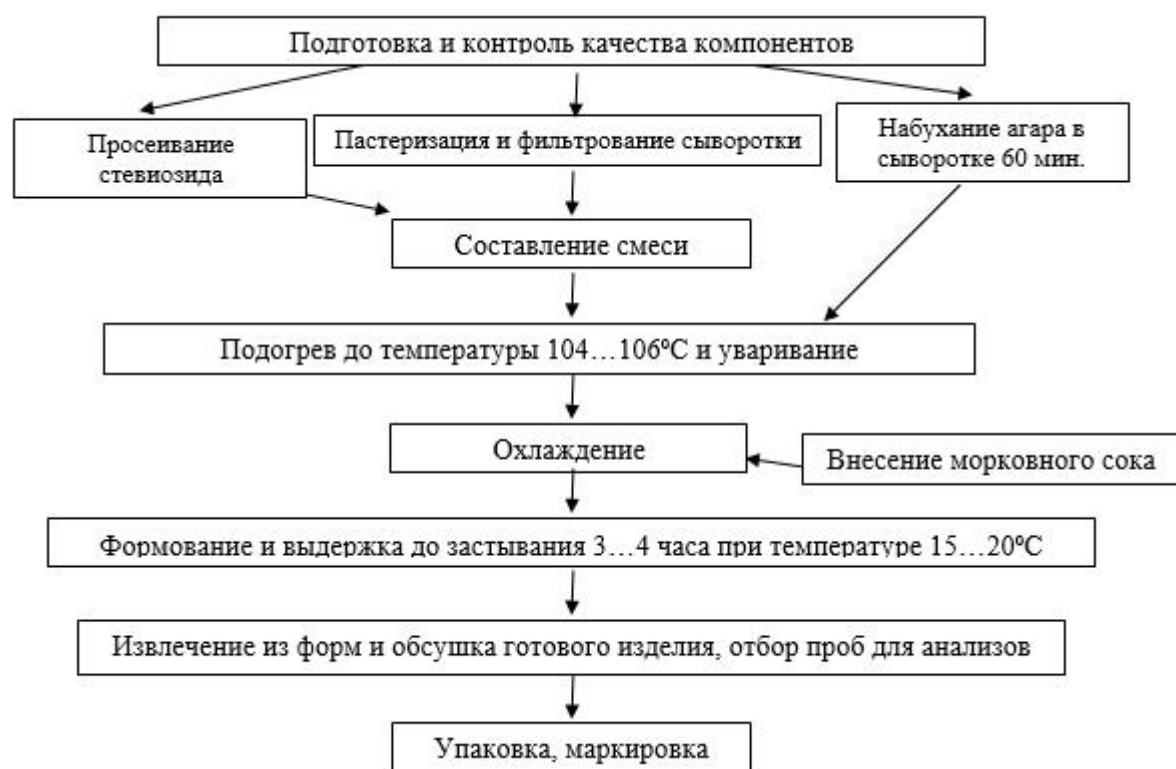 Подготовка и контроль качества компонентов
Просеивание
стевиозида
Пастеризация и фильтрование сыворотки
Набухание агара в
сыворотке 60 мин.
Составление смеси
Подогрев до температуры 104…106ºС и уваривание
Охлаждение
Внесение морковного сока
Формование и выдержка до застывания 3…4 часа при температуре 15…20ºС
Извлечение из форм и обсушка готового изделия, отбор проб для анализов
Упаковка, маркировка